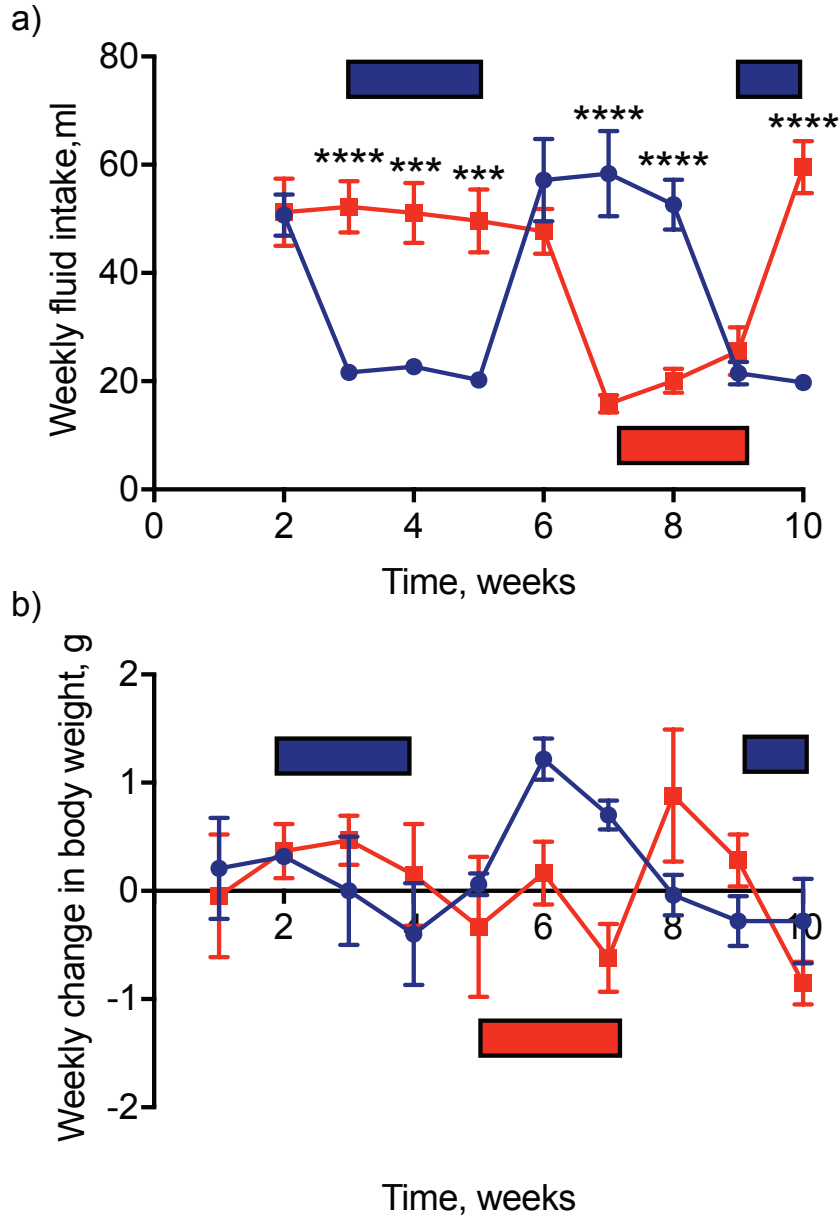 a)
Weekly fluid intake,ml
80
60
40
20
0
**** *** *** **** **** ****
0 2 4 6 8 10
Time, weeks
b)
Weekly change in body weight, g
2
1
0
-1
-2
2 4 6 8 10
Time, weeks